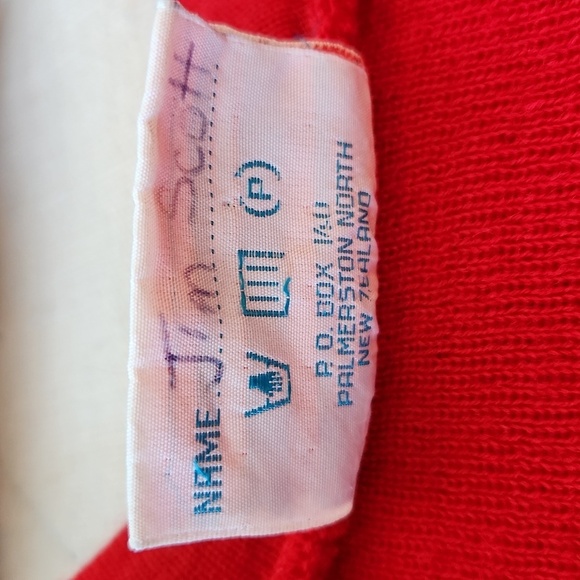 NAME Jim Scott
(P)
P.O. BOX 140
PALMERSTON NORTH
NEW ZEALAND